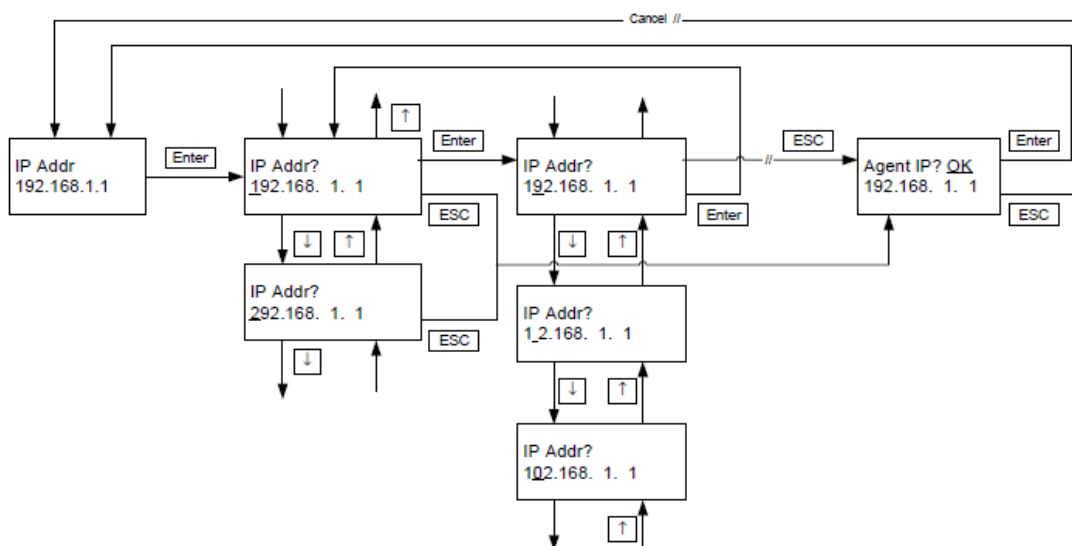 Cancel //
↑
IP Addr
192.168.1.1
Enter
IP Addr?
192.168. 1. 1
Enter
ESC
IP Addr?
192.168. 1. 1
Enter
//
ESC
Agent IP? OK
192.168. 1. 1
Enter
ESC
↓
↑
IP Addr?
292.168. 1. 1
ESC
↓
↓
↑
IP Addr?
1_2.168. 1. 1
↓
↑
IP Addr?
102.168. 1. 1
↑